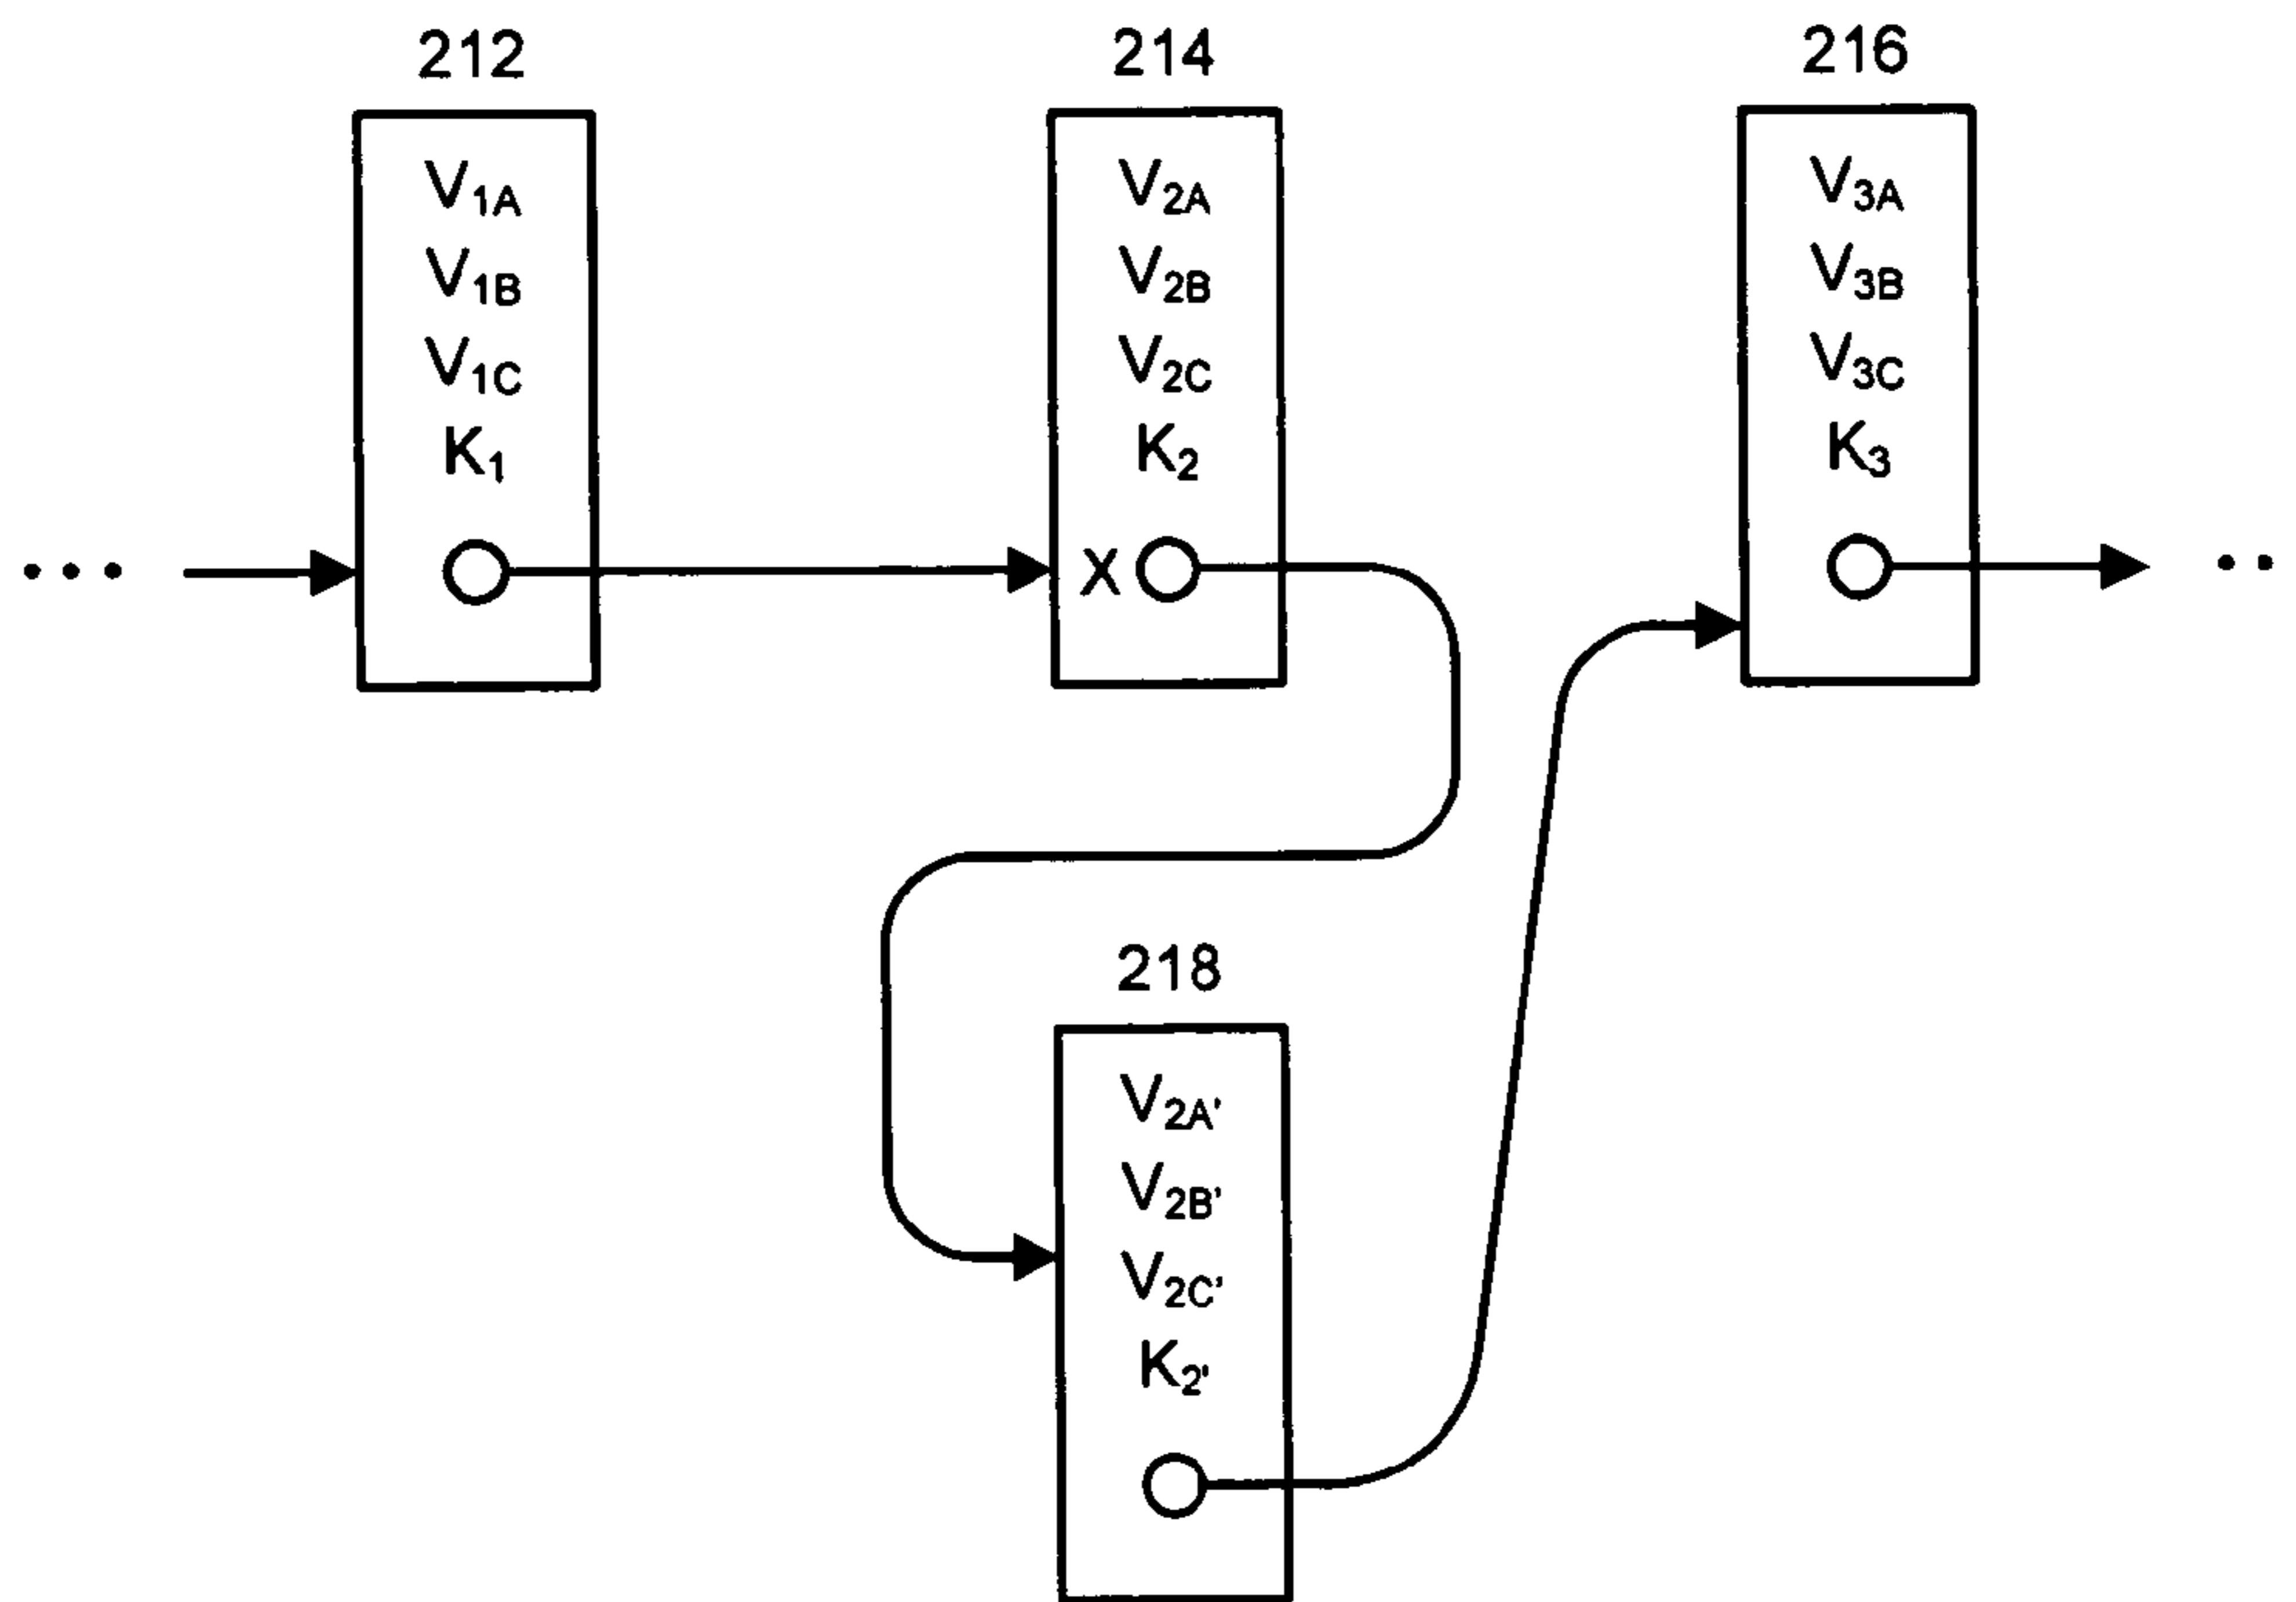 212
V1A
V1B
V1C
K1
214
V2A
V2B
V2C
K2
X
216
V3A
V3B
V3C
K3
218
V2A'
V2B'
V2C'
K2'